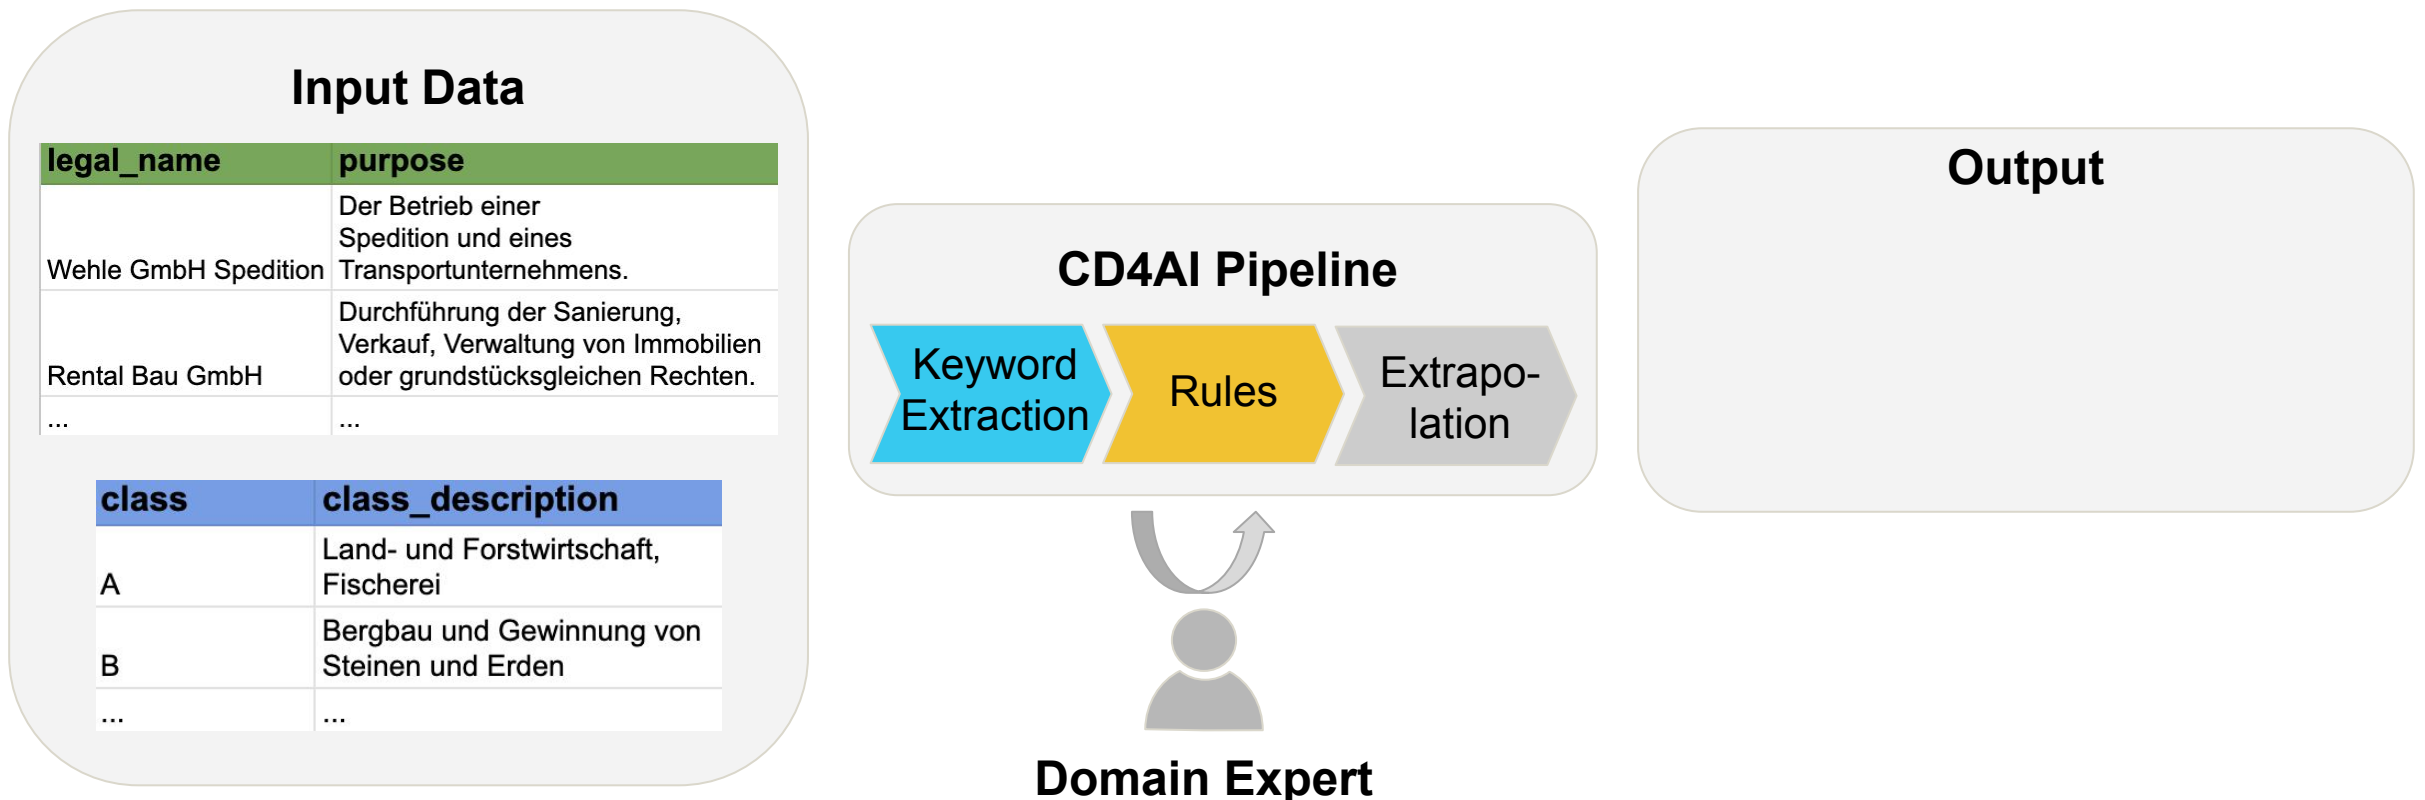 Input Data
legal_name purpose
Der Betrieb einer
Spedition und eines
Wehle GmbH Spedition Transportunternehmens.
Durchführung der Sanierung,
Verkauf, Verwaltung von Immobilien
Rental Bau GmbH oder grundstücksgleichen Rechten.
... ...
class class_description
Land- und Forstwirtschaft,
A Fischerei
Bergbau und Gewinnung von
B Steinen und Erden
... ...
CD4AI Pipeline
Keyword
Extraction
Rules
Extrapo-
lation
Domain Expert
Output